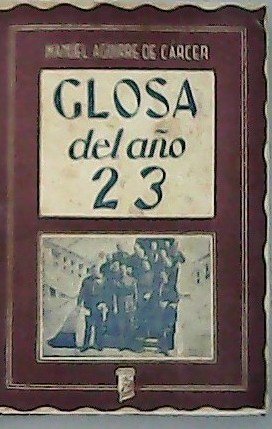 MANUEL AGUIRRE DE CARCER
GLOSA
del año
23